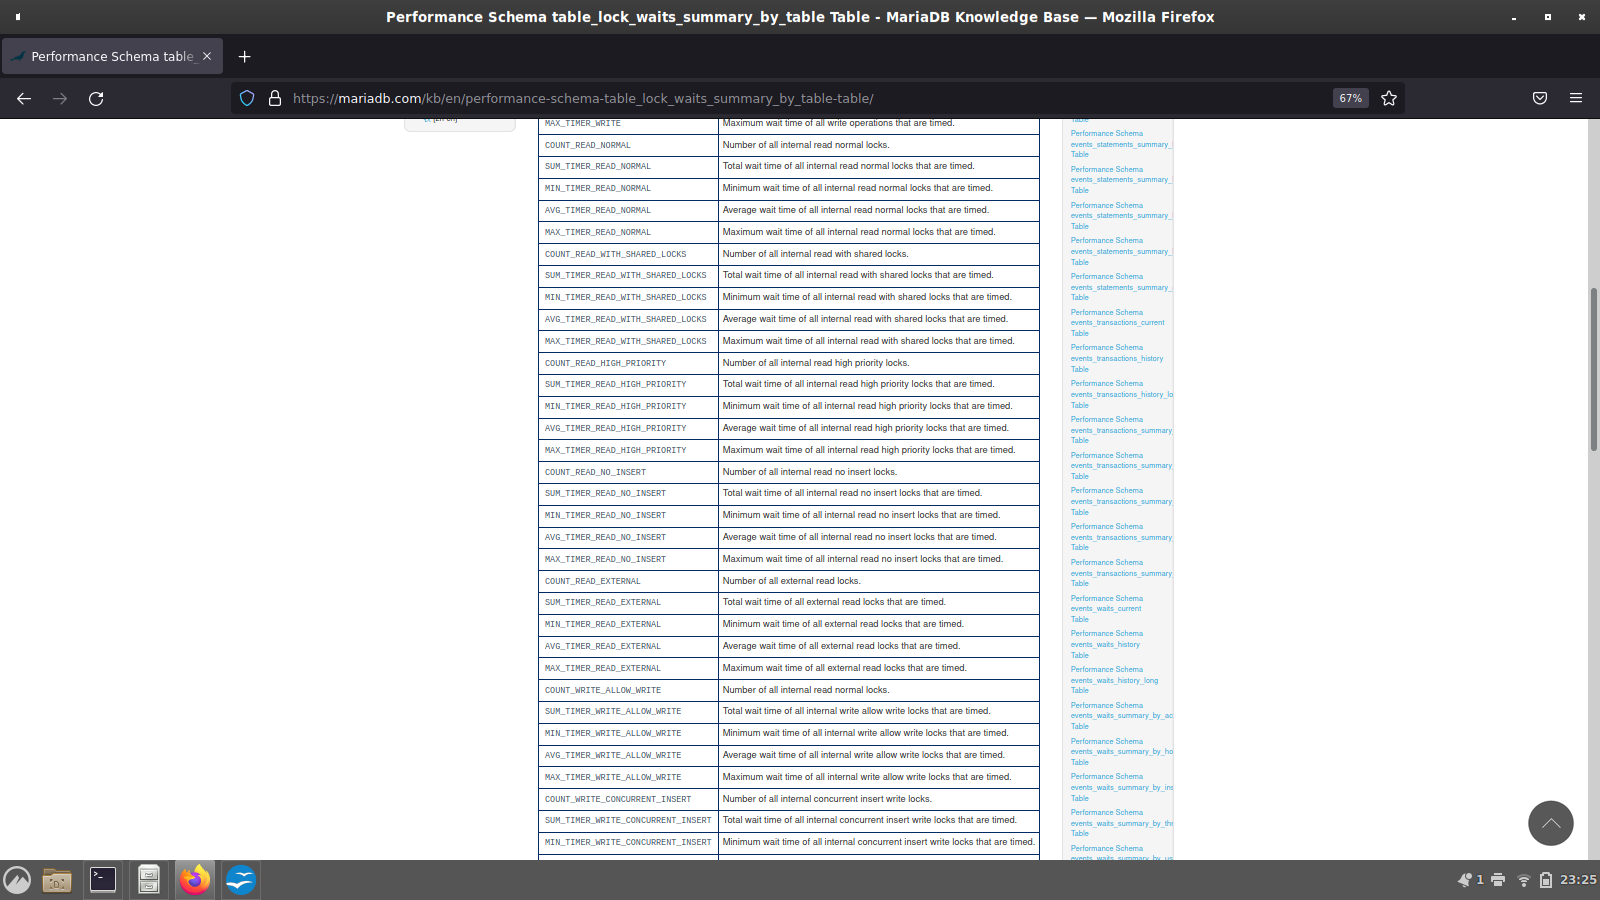 Performance Schema table_lock_waits_summary_by_table Table - MariaDB Knowledge Base — Mozilla Firefox
Performance Schema table_
https://mariadb.com/kb/en/performance-schema-table_lock_waits_summary_by_table-table/
67%
MAX_TIMER_WRITE Maximum wait time of all write operations that are timed.
COUNT_READ_NORMAL Number of all internal read normal locks.
SUM_TIMER_READ_NORMAL Total wait time of all internal read normal locks that are timed.
MIN_TIMER_READ_NORMAL Minimum wait time of all internal read normal locks that are timed.
AVG_TIMER_READ_NORMAL Average wait time of all internal read normal locks that are timed.
MAX_TIMER_READ_NORMAL Maximum wait time of all internal read normal locks that are timed.
COUNT_READ_WITH_SHARED_LOCKS Number of all internal read with shared locks.
SUM_TIMER_READ_WITH_SHARED_LOCKS Total wait time of all internal read with shared locks that are timed.
MIN_TIMER_READ_WITH_SHARED_LOCKS Minimum wait time of all internal read with shared locks that are timed.
AVG_TIMER_READ_WITH_SHARED_LOCKS Average wait time of all internal read with shared locks that are timed.
MAX_TIMER_READ_WITH_SHARED_LOCKS Maximum wait time of all internal read with shared locks that are timed.
COUNT_READ_HIGH_PRIORITY Number of all internal read high priority locks.
SUM_TIMER_READ_HIGH_PRIORITY Total wait time of all internal read high priority locks that are timed.
MIN_TIMER_READ_HIGH_PRIORITY Minimum wait time of all internal read high priority locks that are timed.
AVG_TIMER_READ_HIGH_PRIORITY Average wait time of all internal read high priority locks that are timed.
MAX_TIMER_READ_HIGH_PRIORITY Maximum wait time of all internal read high priority locks that are timed.
COUNT_READ_NO_INSERT Number of all internal read no insert locks.
SUM_TIMER_READ_NO_INSERT Total wait time of all internal read no insert locks that are timed.
MIN_TIMER_READ_NO_INSERT Minimum wait time of all internal read no insert locks that are timed.
AVG_TIMER_READ_NO_INSERT Average wait time of all internal read no insert locks that are timed.
MAX_TIMER_READ_NO_INSERT Maximum wait time of all internal read no insert locks that are timed.
COUNT_READ_EXTERNAL Number of all external read locks.
SUM_TIMER_READ_EXTERNAL Total wait time of all external read locks that are timed.
MIN_TIMER_READ_EXTERNAL Minimum wait time of all external read locks that are timed.
AVG_TIMER_READ_EXTERNAL Average wait time of all external read locks that are timed.
MAX_TIMER_READ_EXTERNAL Maximum wait time of all external read locks that are timed.
COUNT_WRITE_ALLOW_WRITE Number of all internal read normal locks.
SUM_TIMER_WRITE_ALLOW_WRITE Total wait time of all internal write allow write locks that are timed.
MIN_TIMER_WRITE_ALLOW_WRITE Minimum wait time of all internal write allow write locks that are timed.
AVG_TIMER_WRITE_ALLOW_WRITE Average wait time of all internal write allow write locks that are timed.
MAX_TIMER_WRITE_ALLOW_WRITE Maximum wait time of all internal write allow write locks that are timed.
COUNT_WRITE_CONCURRENT_INSERT Number of all internal concurrent insert write locks.
SUM_TIMER_WRITE_CONCURRENT_INSERT Total wait time of all internal concurrent insert write locks that are timed.
MIN_TIMER_WRITE_CONCURRENT_INSERT Minimum wait time of all internal concurrent insert write locks that are timed.
Table
Performance Schema
events_statements_summary_
Table
Performance Schema
events_statements_summary_
Table
Performance Schema
events_statements_summary_
Table
Performance Schema
events_statements_summary_
Table
Performance Schema
events_statements_summary_
Table
Performance Schema
events_transactions_current
Table
Performance Schema
events_transactions_history
Table
Performance Schema
events_transactions_history_lo
Table
Performance Schema
events_transactions_summary_
Table
Performance Schema
events_transactions_summary_
Table
Performance Schema
events_transactions_summary_
Table
Performance Schema
events_transactions_summary_
Table
Performance Schema
events_transactions_summary_
Table
Performance Schema
events_waits_current
Table
Performance Schema
events_waits_history
Table
Performance Schema
events_waits_history_long
Table
Performance Schema
events_waits_summary_by_ac
Table
Performance Schema
events_waits_summary_by_ho
Table
Performance Schema
events_waits_summary_by_ins
Table
Performance Schema
events_waits_summary_by_thr
Table
Performance Schema
events_waits_summary_by_us
1
23:25